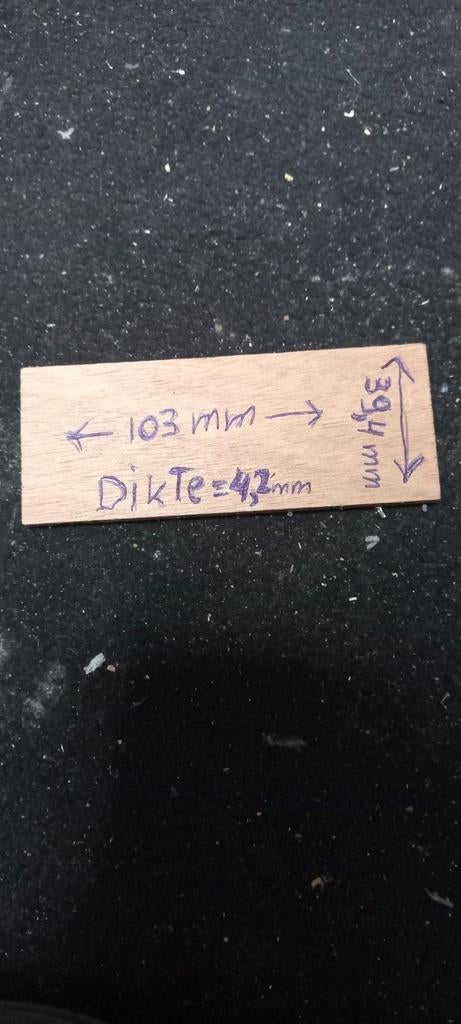 103 mm
39,4 mm
DikTe = 4,2mm